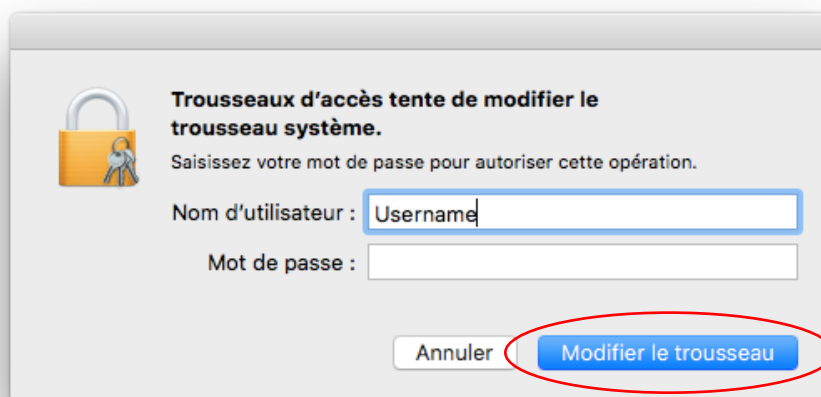 Trousseaux d'accès tente de modifier le
trousseau système.
Saisissez votre mot de passe pour autoriser cette opération.
Nom d'utilisateur : Username
Mot de passe :
Annuler Modifier le trousseau